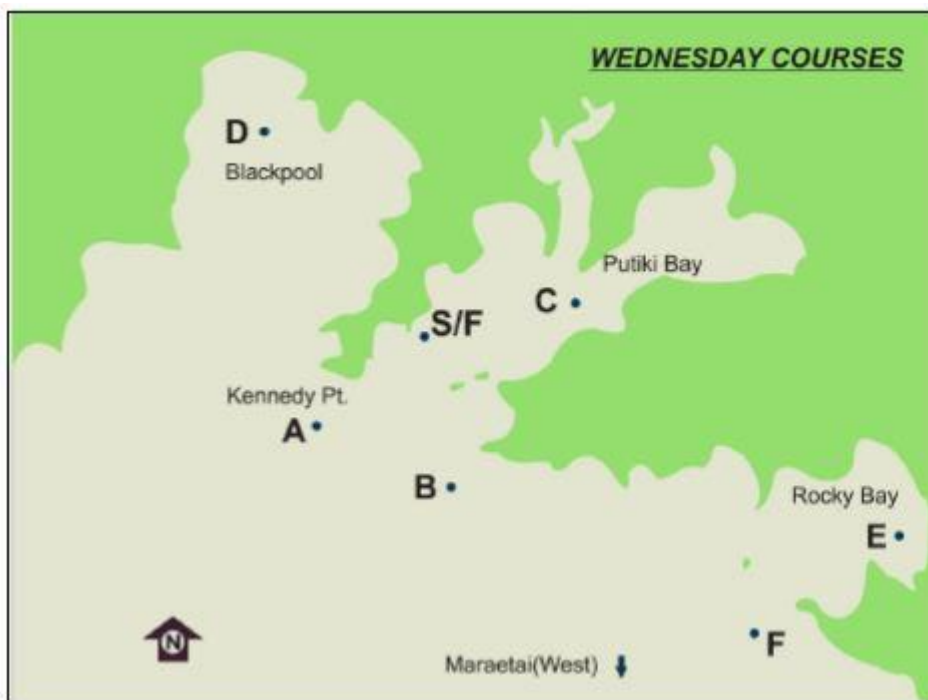 WEDNESDAY COURSES
D
Blackpool
Putiki Bay
C
S/F
Kennedy Pt.
A
B
Rocky Bay
E
N
F
Maraetai(West)